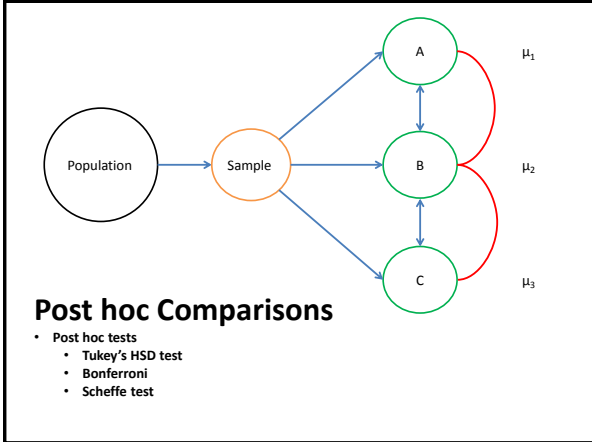 A μ₁
Population Sample B μ₂
C μ₃
Post hoc Comparisons
• Post hoc tests
• Tukey's HSD test
• Bonferroni
• Scheffe test